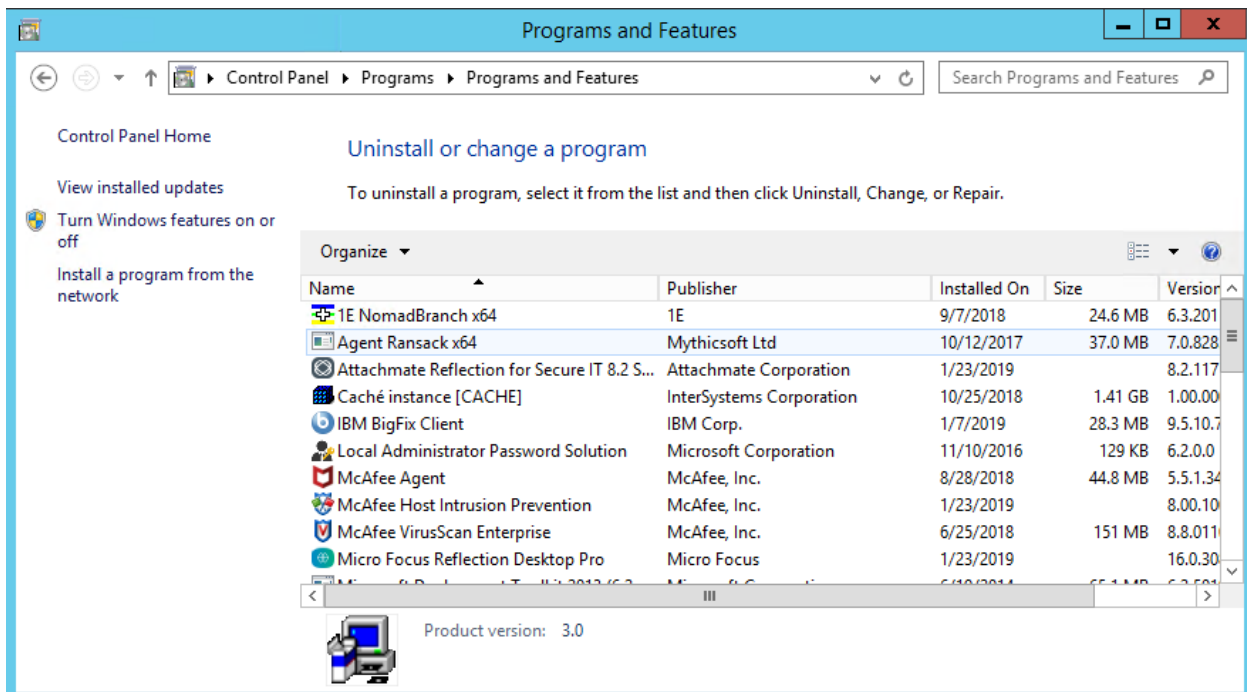 Programs and Features
Control Panel Programs Programs and Features
Search Programs and Features
Control Panel Home
View installed updates
Turn Windows features on or
off
Install a program from the
network
Uninstall or change a program
To uninstall a program, select it from the list and then click Uninstall, Change, or Repair.
Organize
Name Publisher Installed On Size Version
1E NomadBranch x64 1E 9/7/2018 24.6 MB 6.3.201
Agent Ransack x64 Mythicsoft Ltd 10/12/2017 37.0 MB 7.0.828
Attachmate Reflection for Secure IT 8.2 S... Attachmate Corporation 1/23/2019 8.2.117
Caché instance [CACHE] InterSystems Corporation 10/25/2018 1.41 GB 1.00.00
IBM BigFix Client IBM Corp. 1/7/2019 28.3 MB 9.5.10.7
Local Administrator Password Solution Microsoft Corporation 11/10/2016 129 KB 6.2.0.0
McAfee Agent McAfee, Inc. 8/28/2018 44.8 MB 5.5.1.34
McAfee Host Intrusion Prevention McAfee, Inc. 1/23/2019 8.00.10
McAfee VirusScan Enterprise McAfee, Inc. 6/25/2018 151 MB 8.8.011
Micro Focus Reflection Desktop Pro Micro Focus 1/23/2019 16.0.30
Product version: 3.0